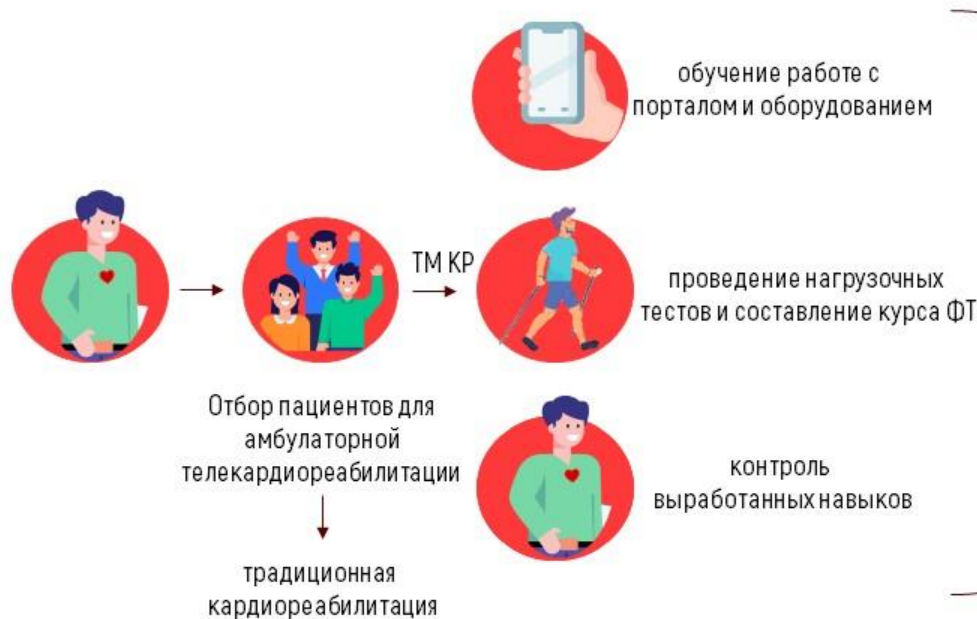 обучение работе с
порталом и оборудованием
ТМ КР
проведение нагрузочных
тестов и составление курса ФТ
Отбор пациентов для
амбулаторной
телекардиореабилитации
контроль
выработанных навыков
традиционная
кардиореабилитация